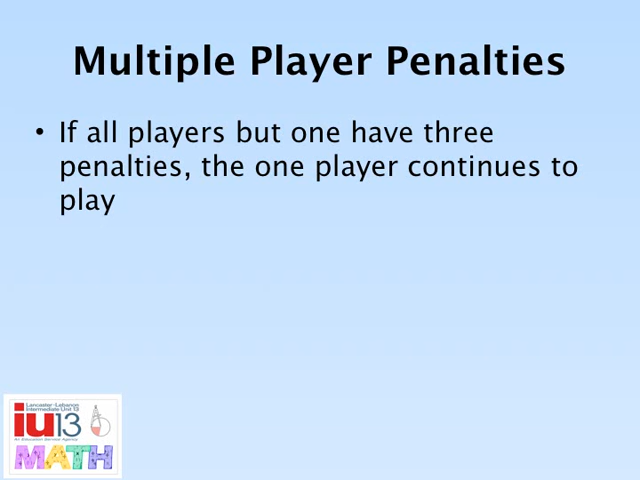 Multiple Player Penalties
• If all players but one have three
penalties, the one player continues to
play
Lancaster-Lebanon
Intermediate Unit 13
iu13
An Education Service Agency
MATH